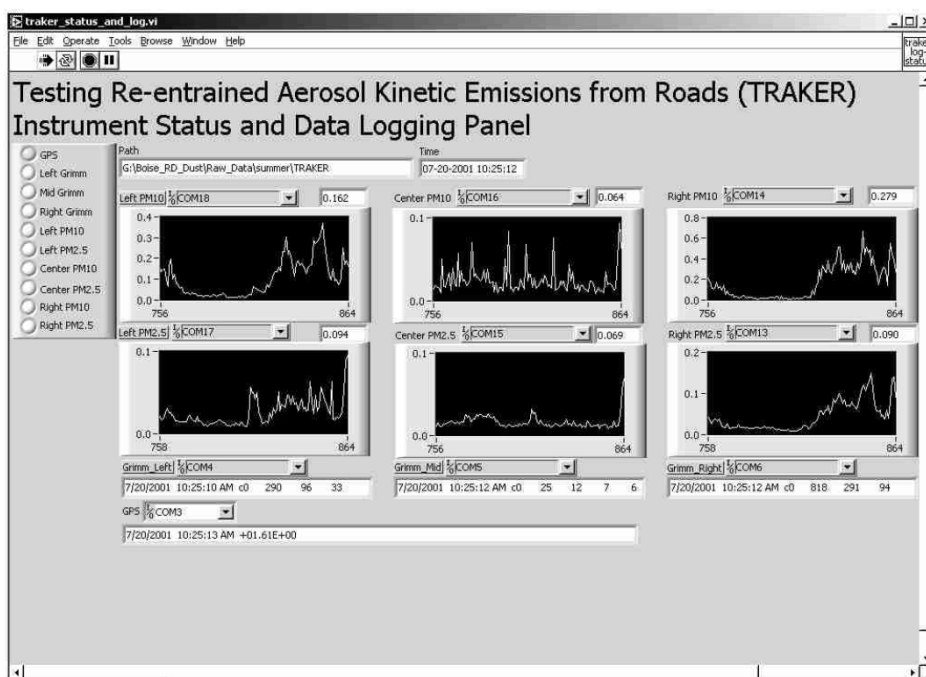 traker_status_and_log.vi
File Edit Operate Tools Browse Window Help
traker
log-
status
Testing Re-entrained Aerosol Kinetic Emissions from Roads (TRAKER)
Instrument Status and Data Logging Panel
GPS
Left Grimm
Mid Grimm
Right Grimm
Left PM10
Left PM2.5
Center PM10
Center PM2.5
Right PM10
Right PM2.5
Path
G:\Boise_RD_Dust\Raw_Data\summer\TRAKER
Time
07-20-2001 10:25:12
Left PM10 COM18 0.162
0.4
0.3
0.2
0.1
0.0
756 864
Center PM10 COM16 0.064
0.1
0.0
756 864
Right PM10 COM14 0.279
0.8
0.6
0.4
0.2
0.0
756 864
Left PM2.5 COM17 0.094
0.1
0.0
758 864
Center PM2.5 COM15 0.069
0.1
0.0
756 864
Right PM2.5 COM13 0.090
0.2
0.1
0.0
758 864
Grimm_Left COM4
7/20/2001 10:25:10 AM c0 290 96 33
Grimm_Mid COM5
7/20/2001 10:25:12 AM c0 25 12 7 6
Grimm_Right COM6
7/20/2001 10:25:12 AM c0 818 291 94
GPS COM3
7/20/2001 10:25:13 AM +01.61E+00